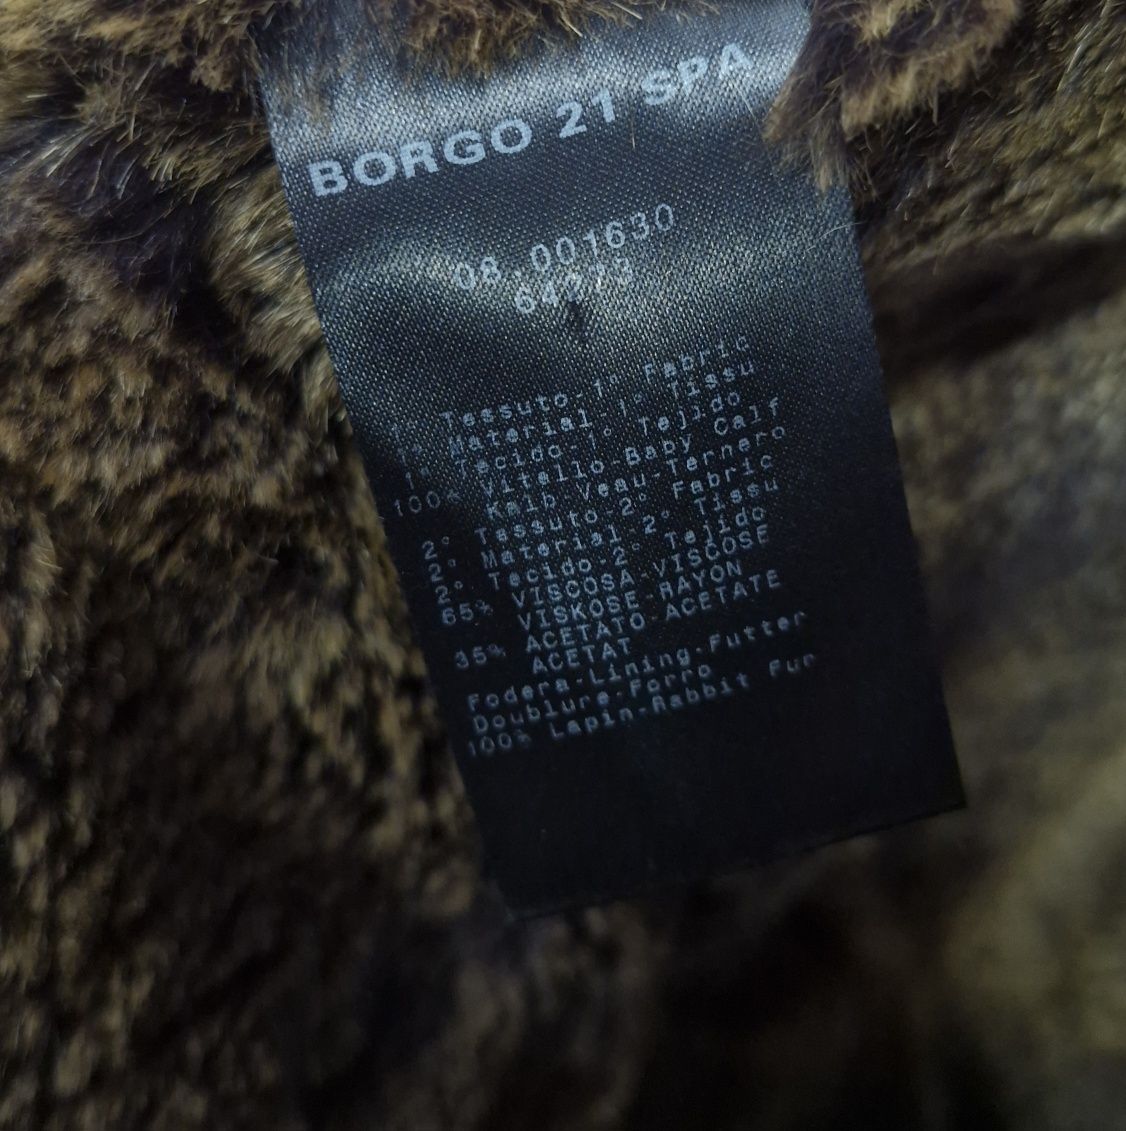 BORGO 21 SPA
08.001630
64273
1° Tessuto-1° Fabric
1° Material-1° Tissu
1° Tecido-1° Tejido
100% Vitello-Baby Calf
Kalb-Veau-Ternero
2° Tessuto-2° Fabric
2° Material-2° Tissu
2° Tecido-2° Tejido
65% VISCOSA-VISCOSE
VISKOSE RAYON
35% ACETATO-ACETATE
ACETAT
Fodera-Lining-Futter
Doublure-Forro
100% Lapin-Rabbit Fur